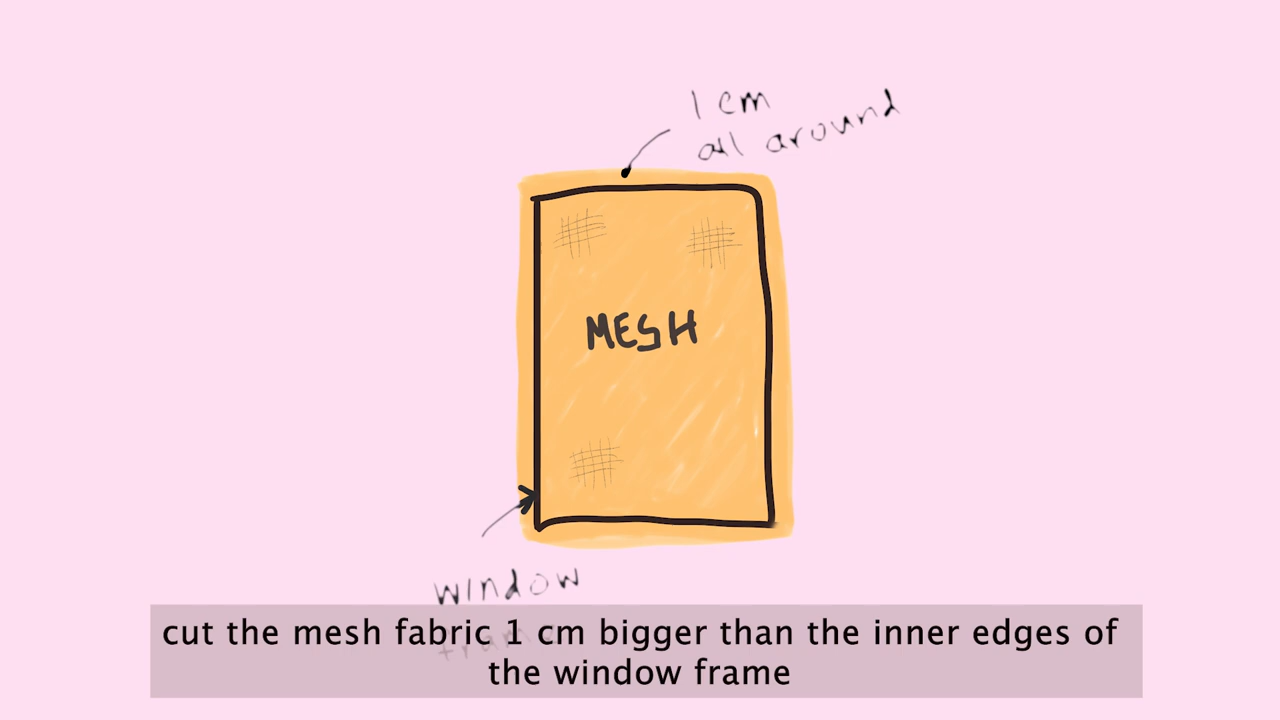 1 cm
all around
MESH
window
frame
cut the mesh fabric 1 cm bigger than the inner edges of
the window frame